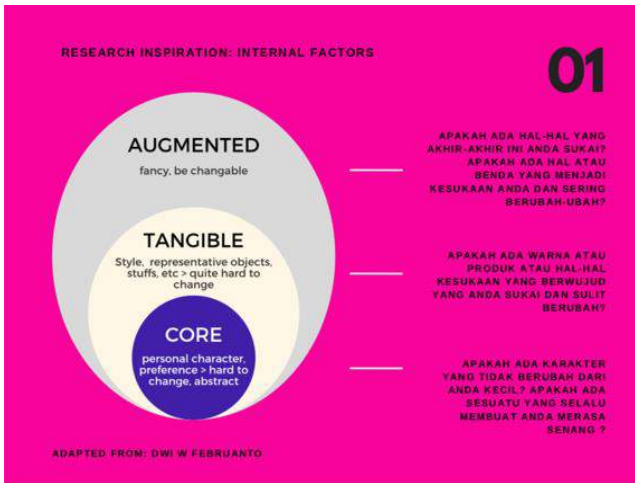 RESEARCH INSPIRATION: INTERNAL FACTORS
01
AUGMENTED
fancy, be changable
APAKAH ADA HAL-HAL YANG
AKHIR-AKHIR INI ANDA SUKAI?
APAKAH ADA HAL ATAU
BENDA YANG MENJADI
KESUKAAN ANDA DAN SERING
BERUBAH-UBAH?
TANGIBLE
Style, representative objects,
stuffs, etc > quite hard to
change
APAKAH ADA WARNA ATAU
PRODUK ATAU HAL-HAL
KESUKAAN YANG BERWUJUD
YANG ANDA SUKAI DAN SULIT
BERUBAH?
CORE
personal character,
preference > hard to
change, abstract
APAKAH ADA KARAKTER
YANG TIDAK BERUBAH DARI
ANDA KECIL? APAKAH ADA
SESUATU YANG SELALU
MEMBUAT ANDA MERASA
SENANG ?
ADAPTED FROM: DWI W FEBRUANTO